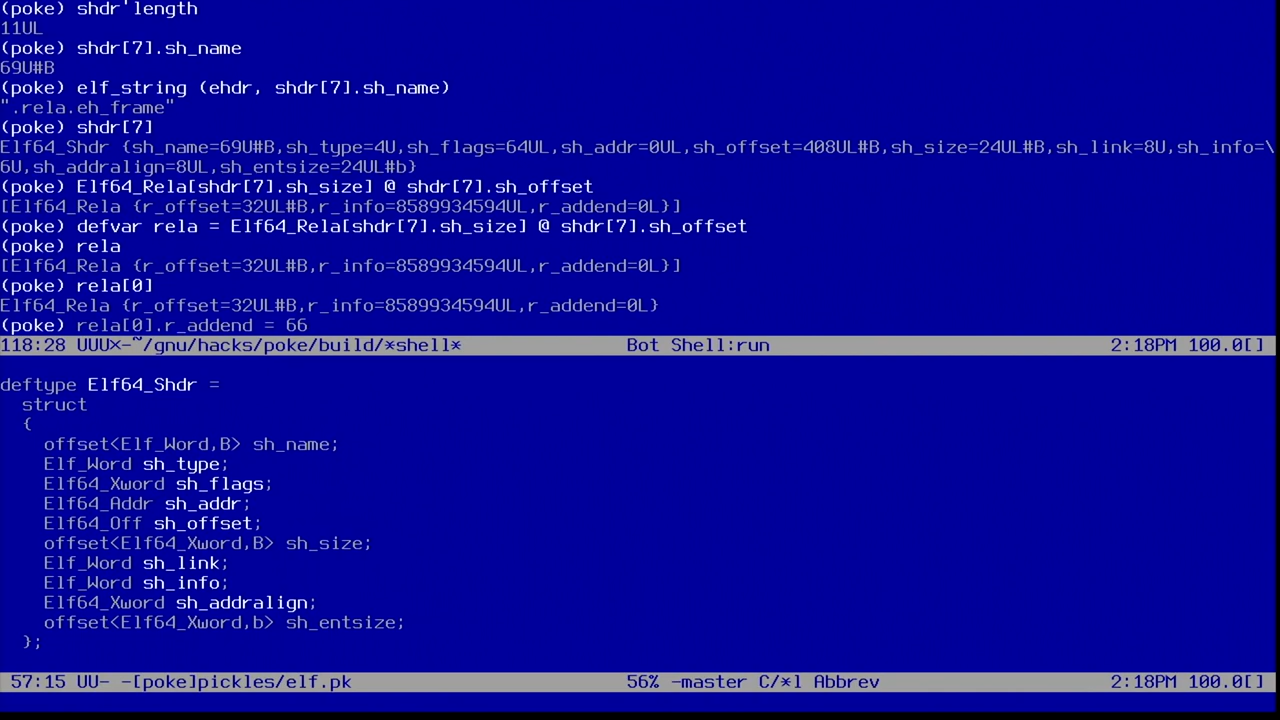 (poke) shdr'length
11UL
(poke) shdr[7].sh_name
69U#B
(poke) elf_string (ehdr, shdr[7].sh_name)
".rela.eh_frame"
(poke) shdr[7]
Elf64_Shdr {sh_name=69U#B,sh_type=4U,sh_flags=64UL,sh_addr=0UL,sh_offset=408UL#B,sh_size=24UL#B,sh_link=8U,sh_info=\
6U,sh_addralign=8UL,sh_entsize=24UL#b}
(poke) Elf64_Rela[shdr[7].sh_size] @ shdr[7].sh_offset
[Elf64_Rela {r_offset=32UL#B,r_info=8589934594UL,r_addend=0L}]
(poke) defvar rela = Elf64_Rela[shdr[7].sh_size] @ shdr[7].sh_offset
(poke) rela
[Elf64_Rela {r_offset=32UL#B,r_info=8589934594UL,r_addend=0L}]
(poke) rela[0]
Elf64_Rela {r_offset=32UL#B,r_info=8589934594UL,r_addend=0L}
(poke) rela[0].r_addend = 66
118:28 UUU×-~/gnu/hacks/poke/build/*shell* Bot Shell:run 2:18PM 100.0[]
deftype Elf64_Shdr =
struct
{
offset<Elf_Word,B> sh_name;
Elf_Word sh_type;
Elf64_Xword sh_flags;
Elf64_Addr sh_addr;
Elf64_Off sh_offset;
offset<Elf64_Xword,B> sh_size;
Elf_Word sh_link;
Elf_Word sh_info;
Elf64_Xword sh_addralign;
offset<Elf64_Xword,b> sh_entsize;
};
57:15 UU- -[poke]pickles/elf.pk 56% -master C/*l Abbrev 2:18PM 100.0[]